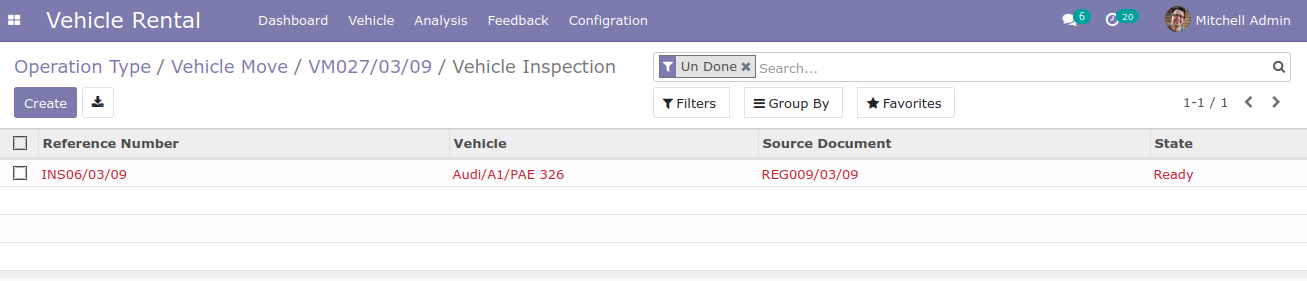 Vehicle Rental Dashboard Vehicle Analysis Feedback Configration 6 20 Mitchell Admin
Operation Type / Vehicle Move / VM027/03/09 / Vehicle Inspection Un Done Search...
Create Filters Group By Favorites 1-1 / 1
Reference Number Vehicle Source Document State
INS06/03/09 Audi/A1/PAE 326 REG009/03/09 Ready